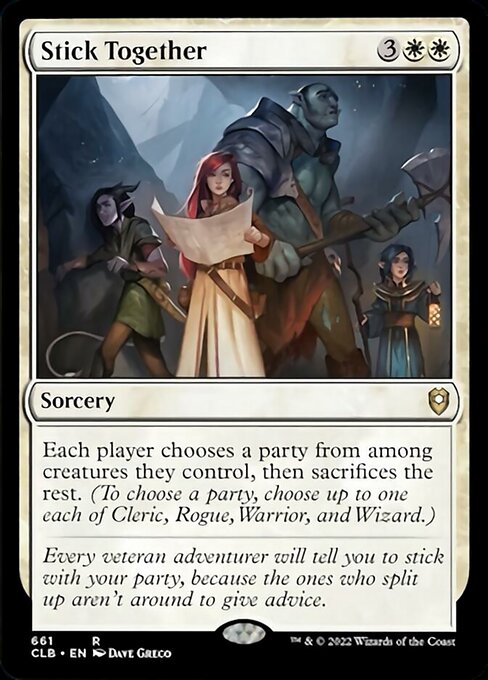 Stick Together 3
Sorcery
Each player chooses a party from among
creatures they control, then sacrifices the
rest. (To choose a party, choose up to one
each of Cleric, Rogue, Warrior, and Wizard.)
Every veteran adventurer will tell you to stick
with your party, because the ones who split
up aren't around to give advice.
661 R
CLB • EN DAVE GRECO
™ & © 2022 Wizards of the Coast